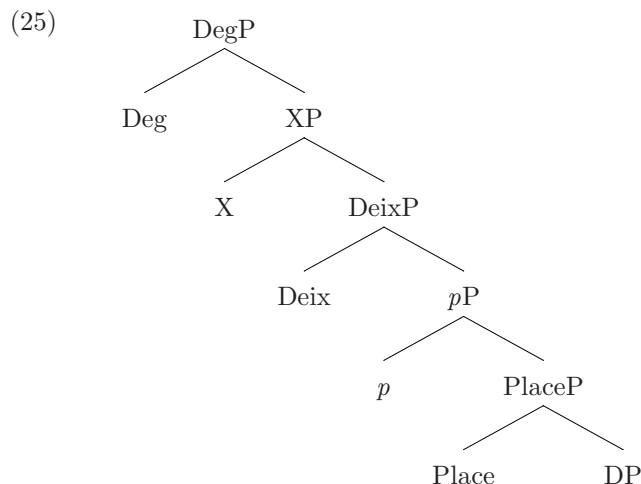 (25)
DegP
Deg XP
X DeixP
Deix pP
p PlaceP
Place DP